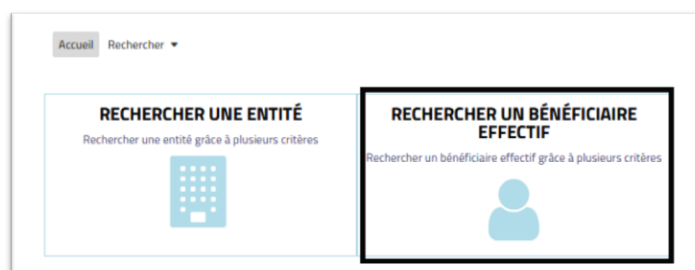 Accueil Rechercher
RECHERCHER UNE ENTITÉ
Rechercher une entité grâce à plusieurs critères
RECHERCHER UN BÉNÉFICIAIRE
EFFECTIF
Rechercher un bénéficiaire effectif grâce à plusieurs critères